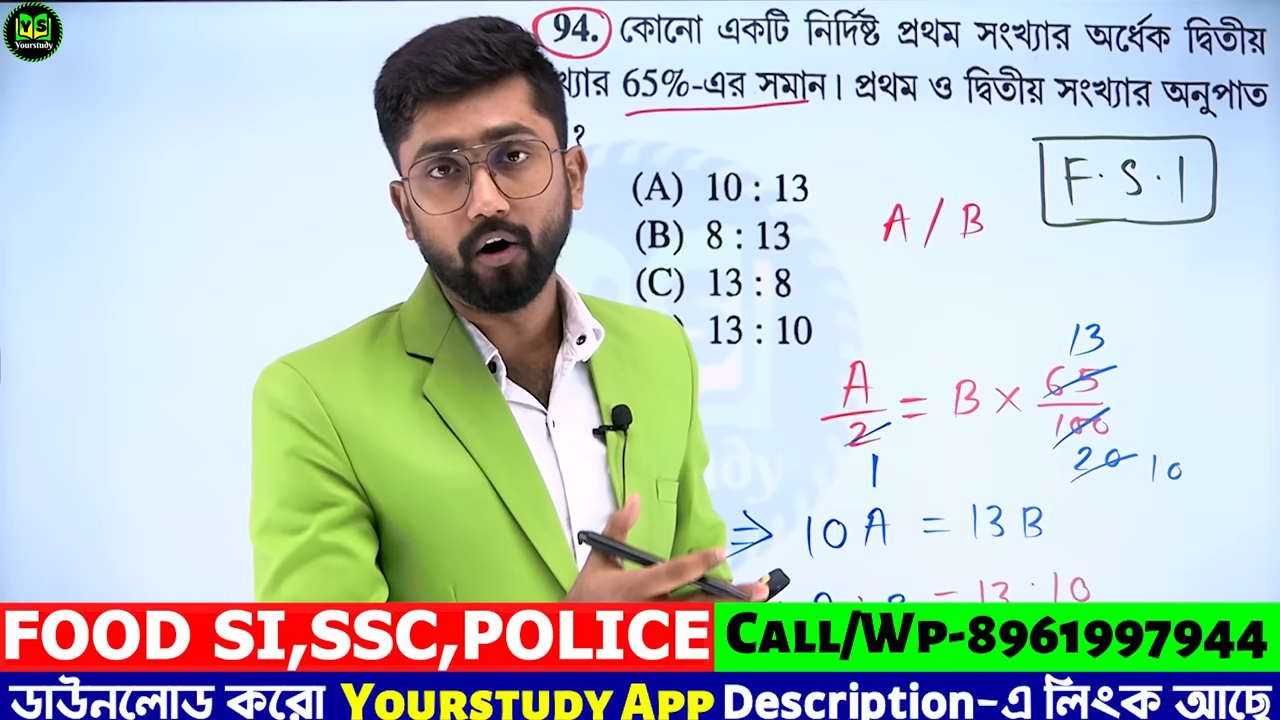 YS
Yourstudy
94. কোনো একটি নির্দিষ্ট প্রথম সংখ্যার অর্ধেক দ্বিতীয়
খ্যার 65%-এর সমান। প্রথম ও দ্বিতীয় সংখ্যার অনুপাত
?
F.S.I
(A) 10 : 13
(B) 8 : 13
(C) 13 : 8
) 13 : 10
A / B
13
A/2 = B × 65/100
1 20 10
⇒ 10A = 13B
= 13 : 10
FOOD SI,SSC,POLICE CALL/WP-8961997944
ডাউনলোড করো YOURSTUDY APP Description-এ লিংক আছে